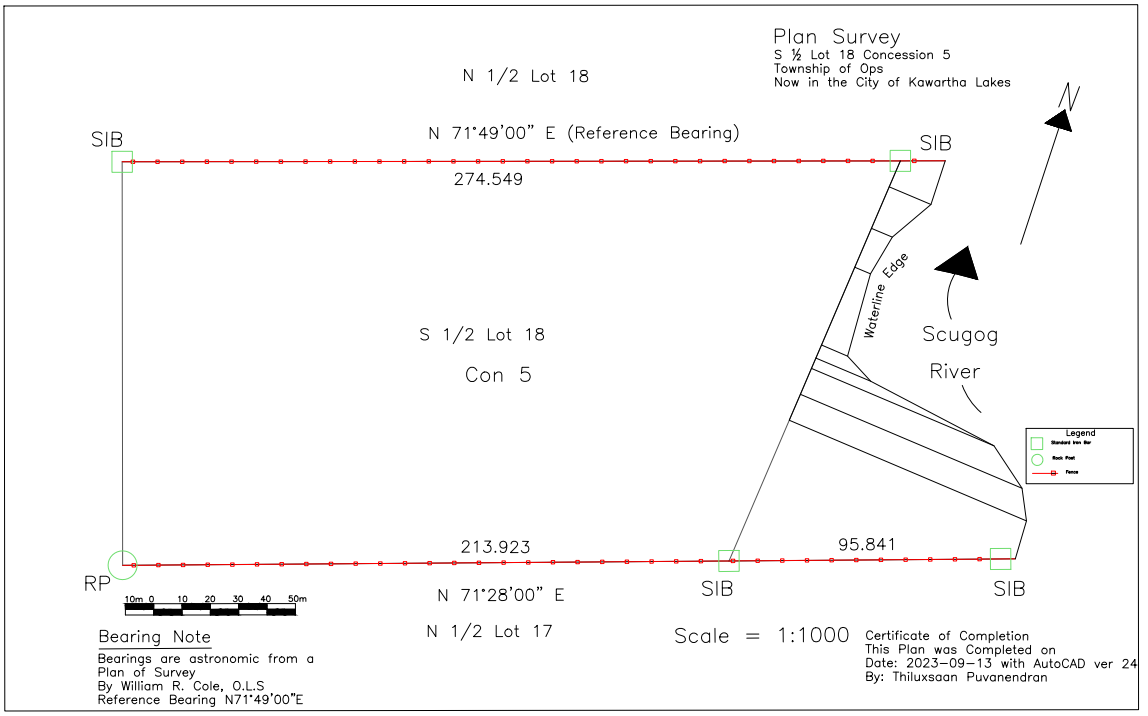 Plan Survey
S ½ Lot 18 Concession 5
Township of Ops
Now in the City of Kawartha Lakes
N 1/2 Lot 18
N
N 71°49'00" E (Reference Bearing)
SIB
SIB
274.549
Waterline Edge
S 1/2 Lot 18
Con 5
Scugog
River
Legend
Standard Iron Bar
Rock Post
Fence
213.923
95.841
RP
SIB
SIB
N 71°28'00" E
10m 0 10 20 30 40 50m
N 1/2 Lot 17
Scale = 1:1000
Bearing Note
Bearings are astronomic from a
Plan of Survey
By William R. Cole, O.L.S
Reference Bearing N71°49'00"E
Certificate of Completion
This Plan was Completed on
Date: 2023-09-13 with AutoCAD ver 24
By: Thiluxsaan Puvanendran